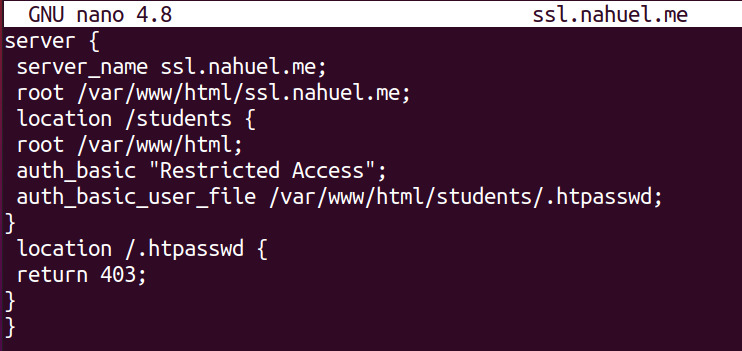 GNU nano 4.8 ssl.nahuel.me
server {
server_name ssl.nahuel.me;
root /var/www/html/ssl.nahuel.me;
location /students {
root /var/www/html;
auth_basic "Restricted Access";
auth_basic_user_file /var/www/html/students/.htpasswd;
}
location /.htpasswd {
return 403;
}
}